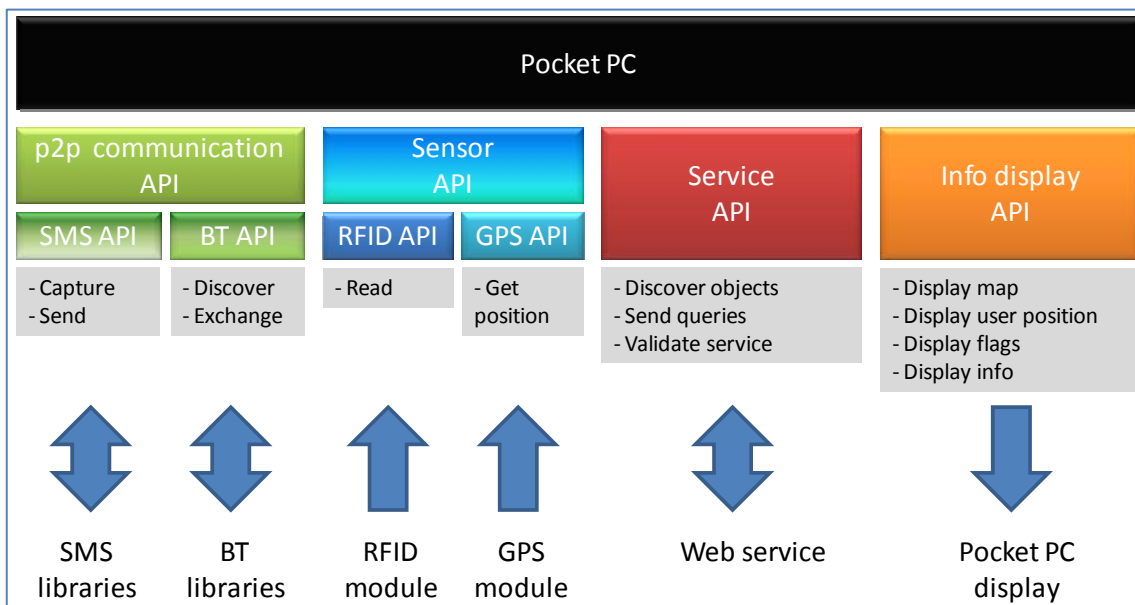 Pocket PC
p2p communication
API
Sensor
API
Service
API
Info display
API
SMS API
BT API
RFID API
GPS API
- Capture
- Send
- Discover
- Exchange
- Read
- Get
position
- Discover objects
- Send queries
- Validate service
- Display map
- Display user position
- Display flags
- Display info
SMS
libraries
BT
libraries
RFID
module
GPS
module
Web service
Pocket PC
display